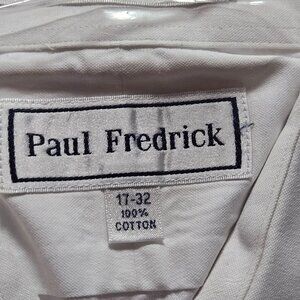 Paul Fredrick
17-32
100%
COTTON